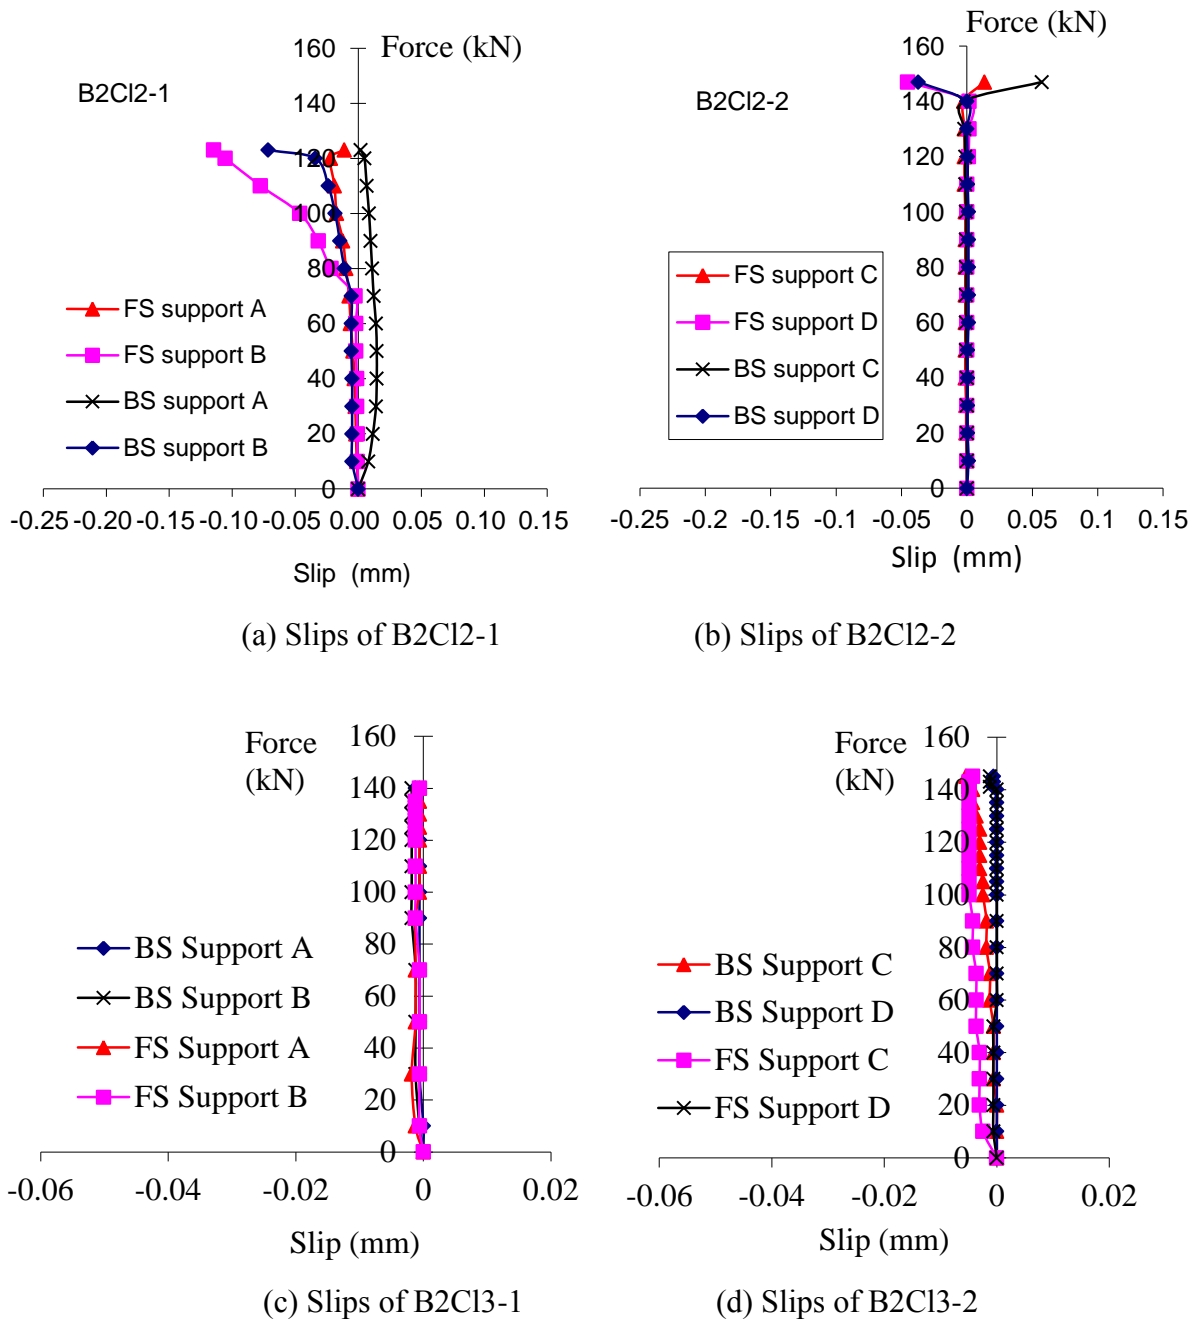 Force (kN)
160
140
120
100
80
60
40
20
0
B2Cl2-1
FS support A
FS support B
BS support A
BS support B
-0.25 -0.20 -0.15 -0.10 -0.05 0.00 0.05 0.10 0.15
Slip (mm)
(a) Slips of B2Cl2-1
Force (kN)
160
140
120
100
80
60
40
20
0
B2Cl2-2
FS support C
FS support D
BS support C
BS support D
-0.25 -0.2 -0.15 -0.1 -0.05 0 0.05 0.1 0.15
Slip (mm)
(b) Slips of B2Cl2-2
Force
(kN)
160
140
120
100
80
60
40
20
0
BS Support A
BS Support B
FS Support A
FS Support B
-0.06 -0.04 -0.02 0 0.02
Slip (mm)
(c) Slips of B2Cl3-1
Force
(kN)
160
140
120
100
80
60
40
20
0
BS Support C
BS Support D
FS Support C
FS Support D
-0.06 -0.04 -0.02 0 0.02
Slip (mm)
(d) Slips of B2Cl3-2